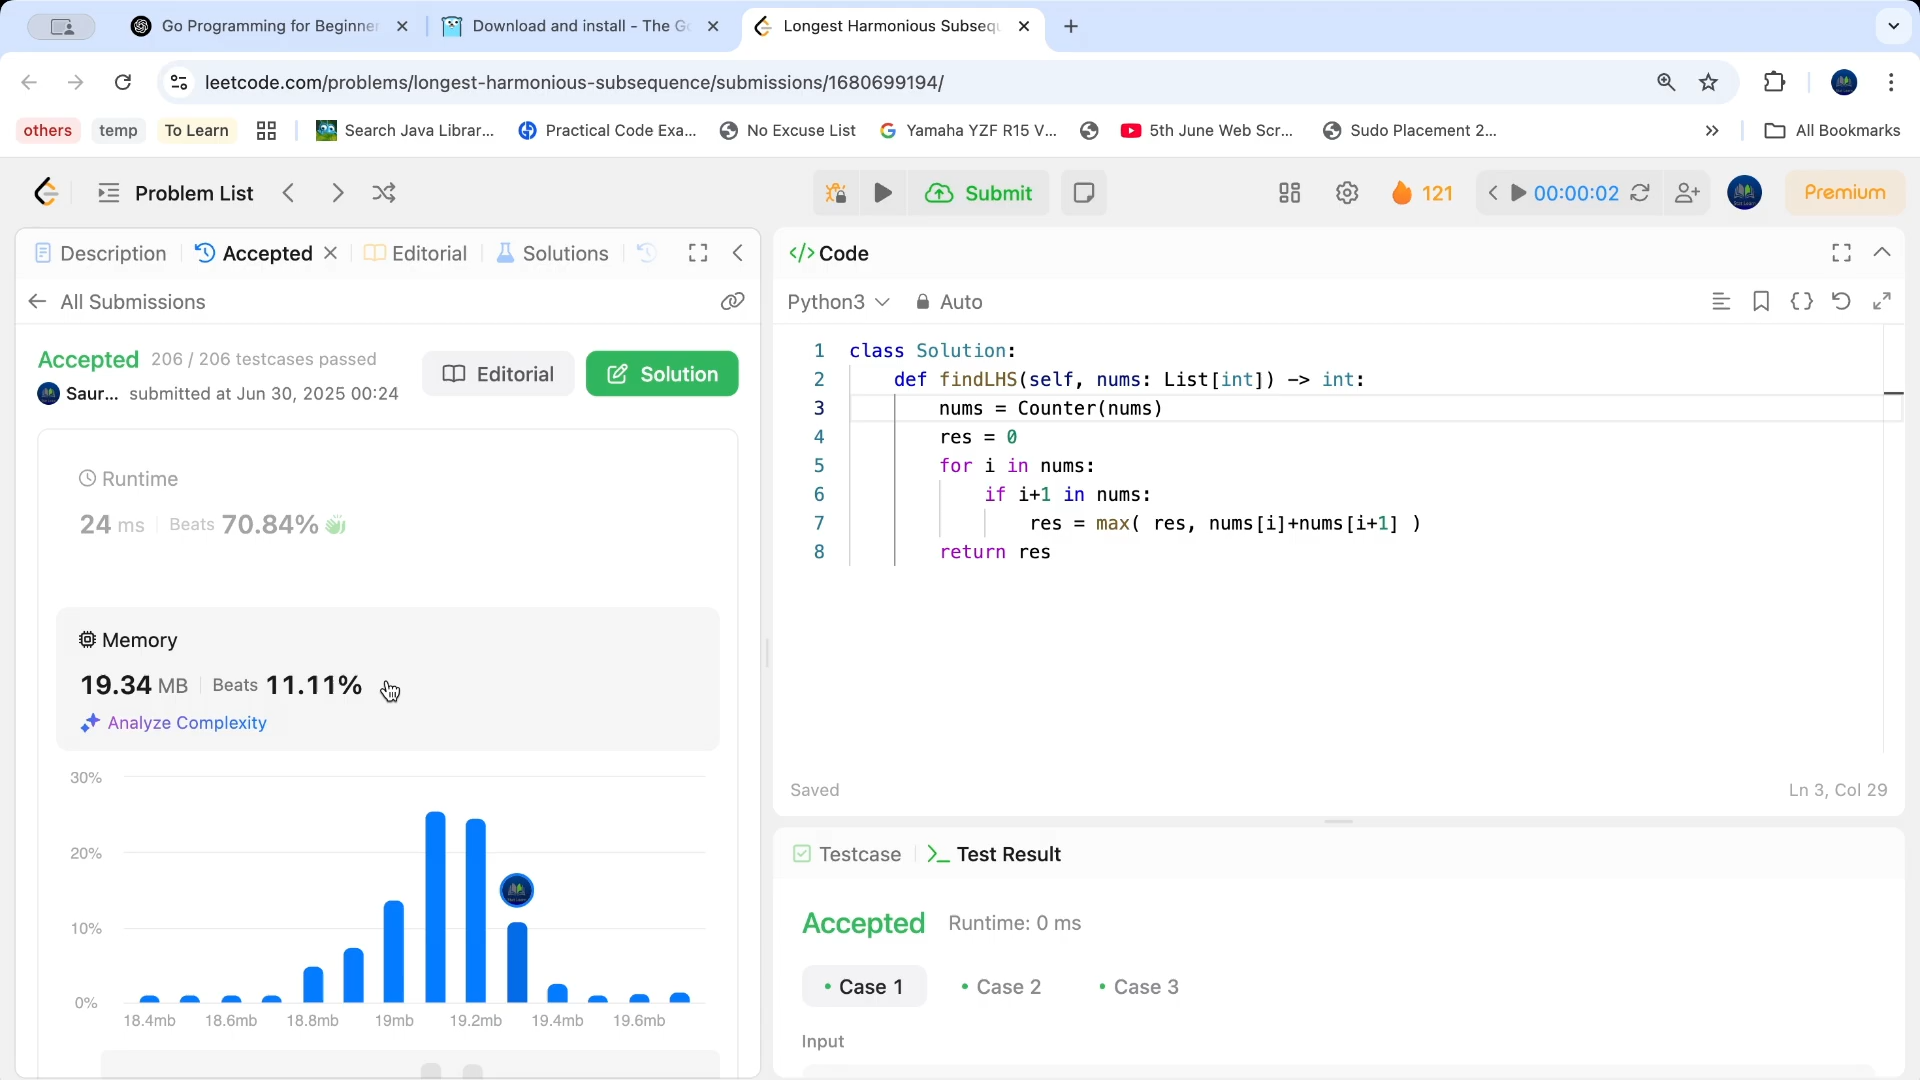 Go Programming for Beginner
Download and install - The Go
Longest Harmonious Subsequ
leetcode.com/problems/longest-harmonious-subsequence/submissions/1680699194/
others
temp
To Learn
Search Java Librar...
Practical Code Exa...
No Excuse List
Yamaha YZF R15 V...
5th June Web Scr...
Sudo Placement 2...
All Bookmarks
Problem List
Submit
121
00:00:02
Premium
Description
Accepted
Editorial
Solutions
</> Code
All Submissions
Python3
Auto
Accepted 206 / 206 testcases passed
Saur... submitted at Jun 30, 2025 00:24
Editorial
Solution
Runtime
24 ms Beats 70.84%
Memory
19.34 MB Beats 11.11%
Analyze Complexity
30%
20%
10%
0%
18.4mb 18.6mb 18.8mb 19mb 19.2mb 19.4mb 19.6mb
1 class Solution:
2 def findLHS(self, nums: List[int]) -> int:
3 nums = Counter(nums)
4 res = 0
5 for i in nums:
6 if i+1 in nums:
7 res = max( res, nums[i]+nums[i+1] )
8 return res
Saved
Ln 3, Col 29
Testcase
Test Result
Accepted Runtime: 0 ms
Case 1
Case 2
Case 3
Input